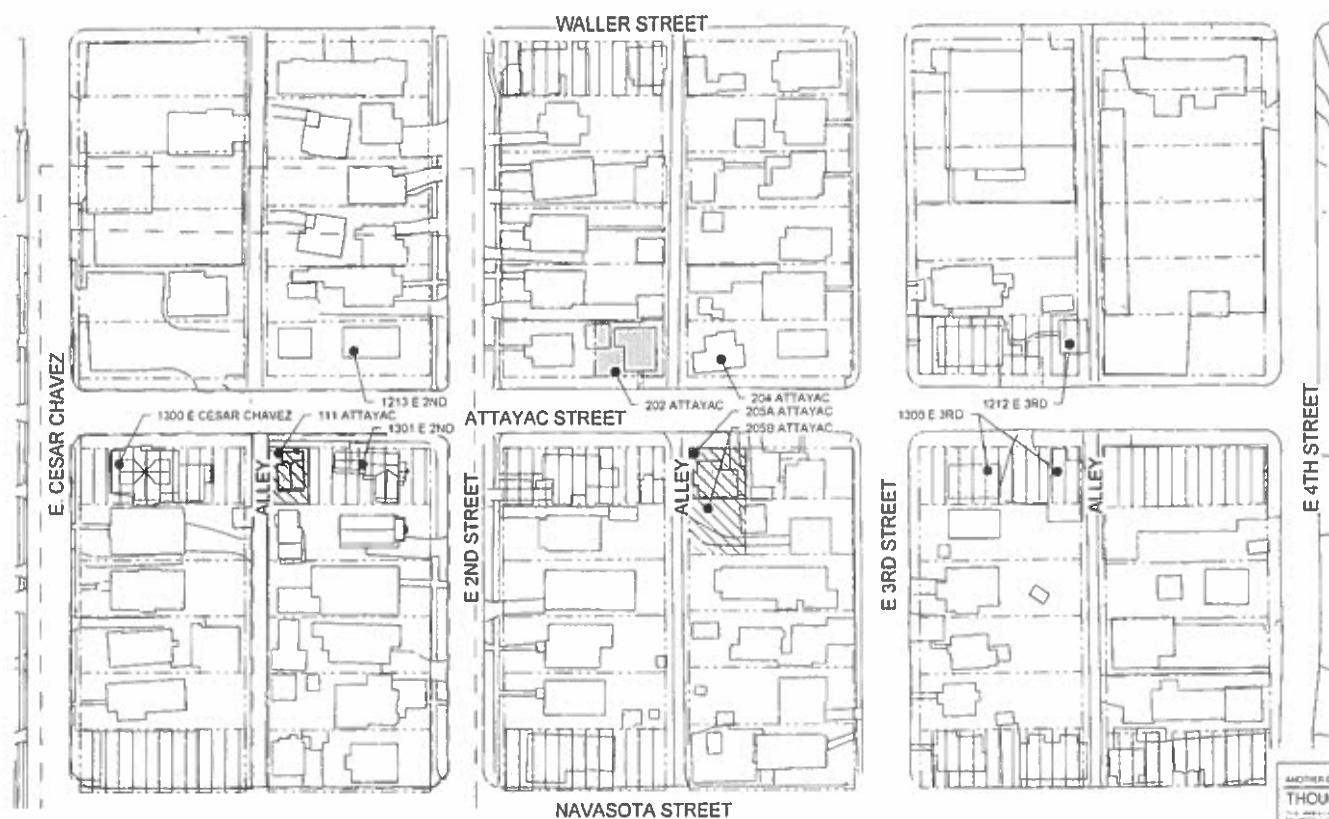 WALLER STREET
E. CESAR CHAVEZ
1213 E 2ND
202 ATTAYAC
204 ATTAYAC
1212 E 3RD
1300 E CESAR CHAVEZ
111 ATTAYAC
1301 E 2ND
ATTAYAC STREET
205A ATTAYAC
205B ATTAYAC
1300 E 3RD
ALLEY
E 2ND STREET
ALLEY
E 3RD STREET
ALLEY
E 4TH STREET
NAVASOTA STREET